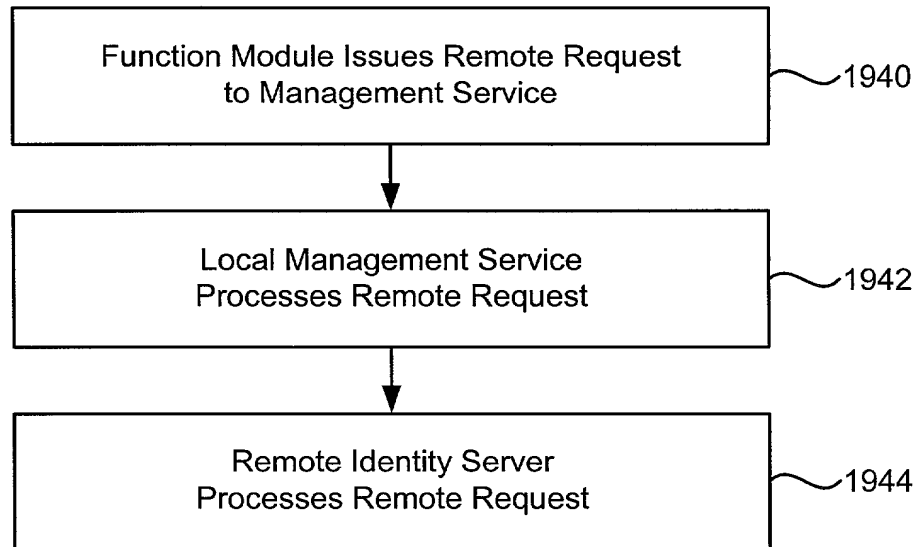 Function Module Issues Remote Request
to Management Service
1940
Local Management Service
Processes Remote Request
1942
Remote Identity Server
Processes Remote Request
1944